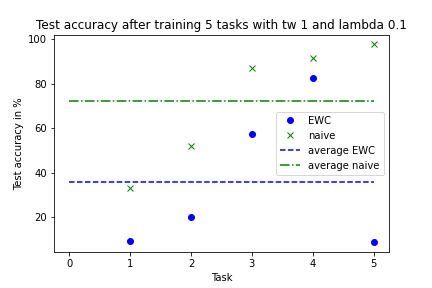 Test accuracy after training 5 tasks with tw 1 and lambda 0.1
100
80
60
40
20
Test accuracy in %
EWC
naive
average EWC
average naive
0 1 2 3 4 5
Task